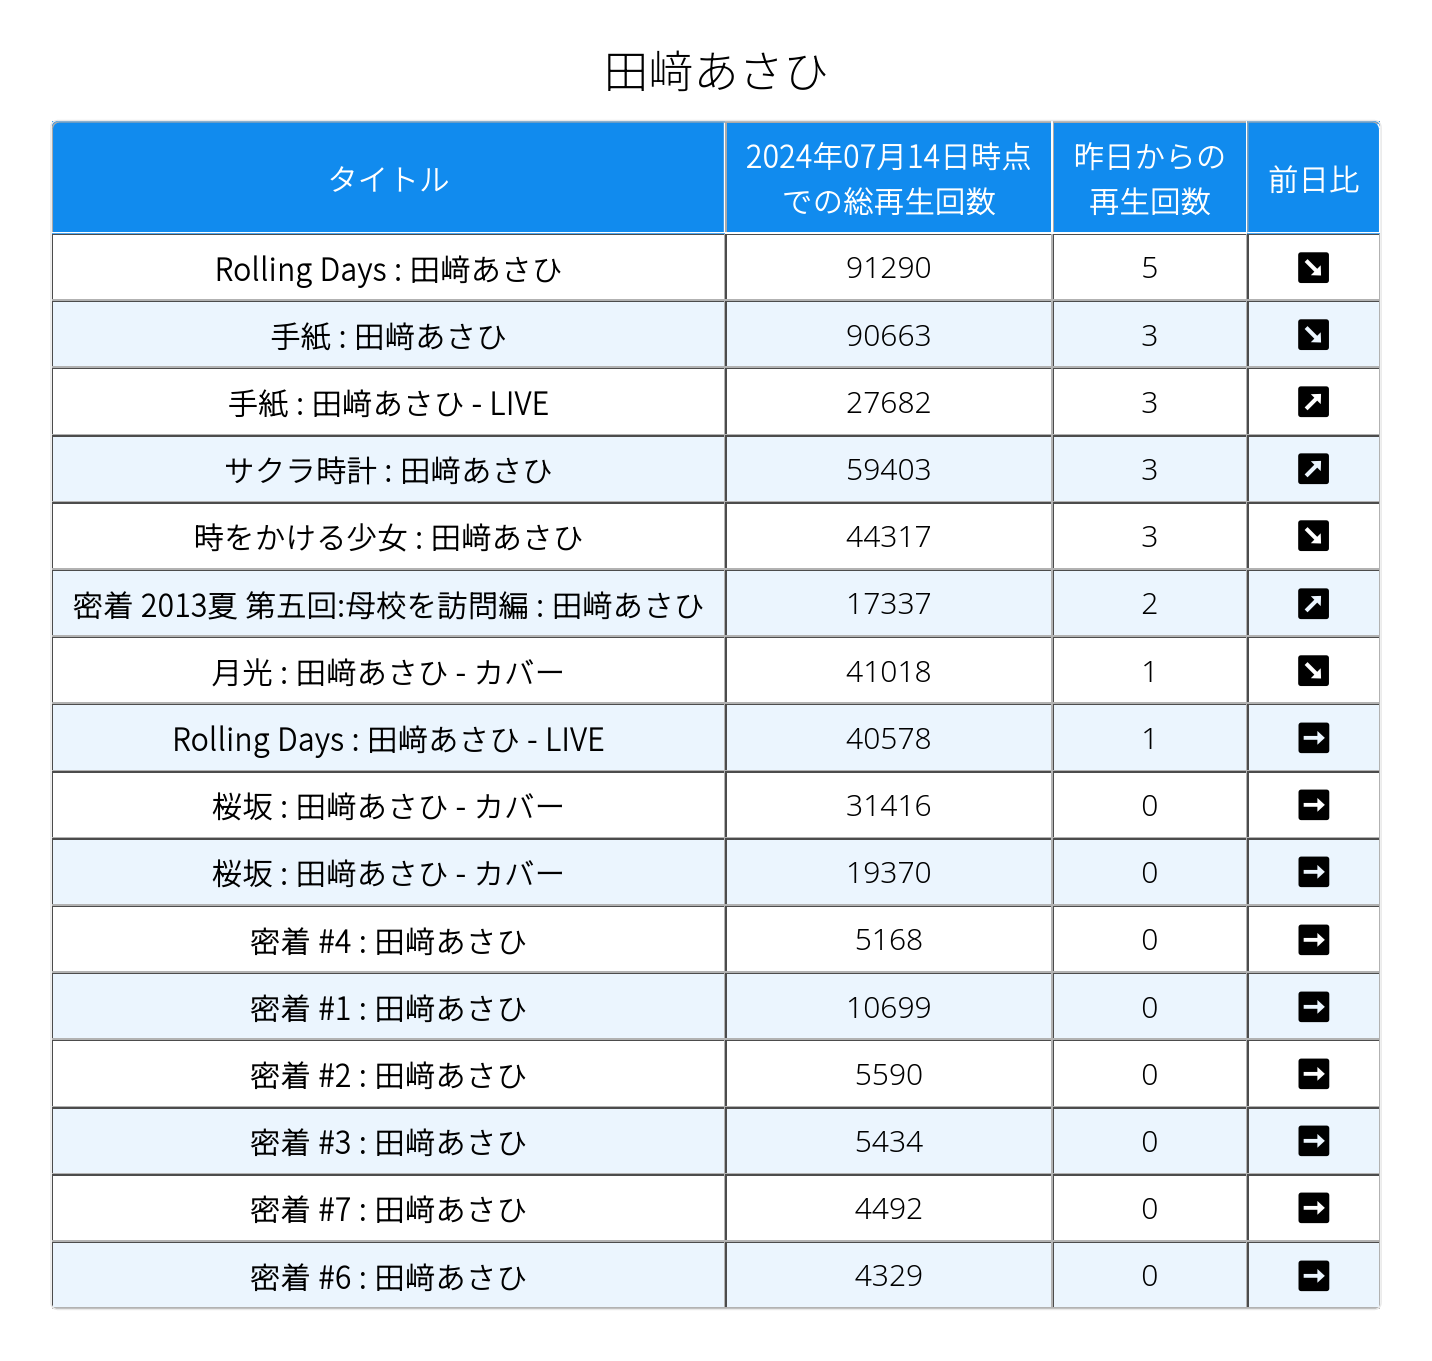 田﨑あさひ
タイトル 2024年07月14日時点での総再生回数 昨日からの再生回数 前日比
Rolling Days : 田﨑あさひ 91290 5 ↘
手紙 : 田﨑あさひ 90663 3 ↘
手紙 : 田﨑あさひ - LIVE 27682 3 ↗
サクラ時計 : 田﨑あさひ 59403 3 ↗
時をかける少女 : 田﨑あさひ 44317 3 ↘
密着 2013夏 第五回:母校を訪問編 : 田﨑あさひ 17337 2 ↗
月光 : 田﨑あさひ - カバー 41018 1 ↘
Rolling Days : 田﨑あさひ - LIVE 40578 1 →
桜坂 : 田﨑あさひ - カバー 31416 0 →
桜坂 : 田﨑あさひ - カバー 19370 0 →
密着 #4 : 田﨑あさひ 5168 0 →
密着 #1 : 田﨑あさひ 10699 0 →
密着 #2 : 田﨑あさひ 5590 0 →
密着 #3 : 田﨑あさひ 5434 0 →
密着 #7 : 田﨑あさひ 4492 0 →
密着 #6 : 田﨑あさひ 4329 0 →